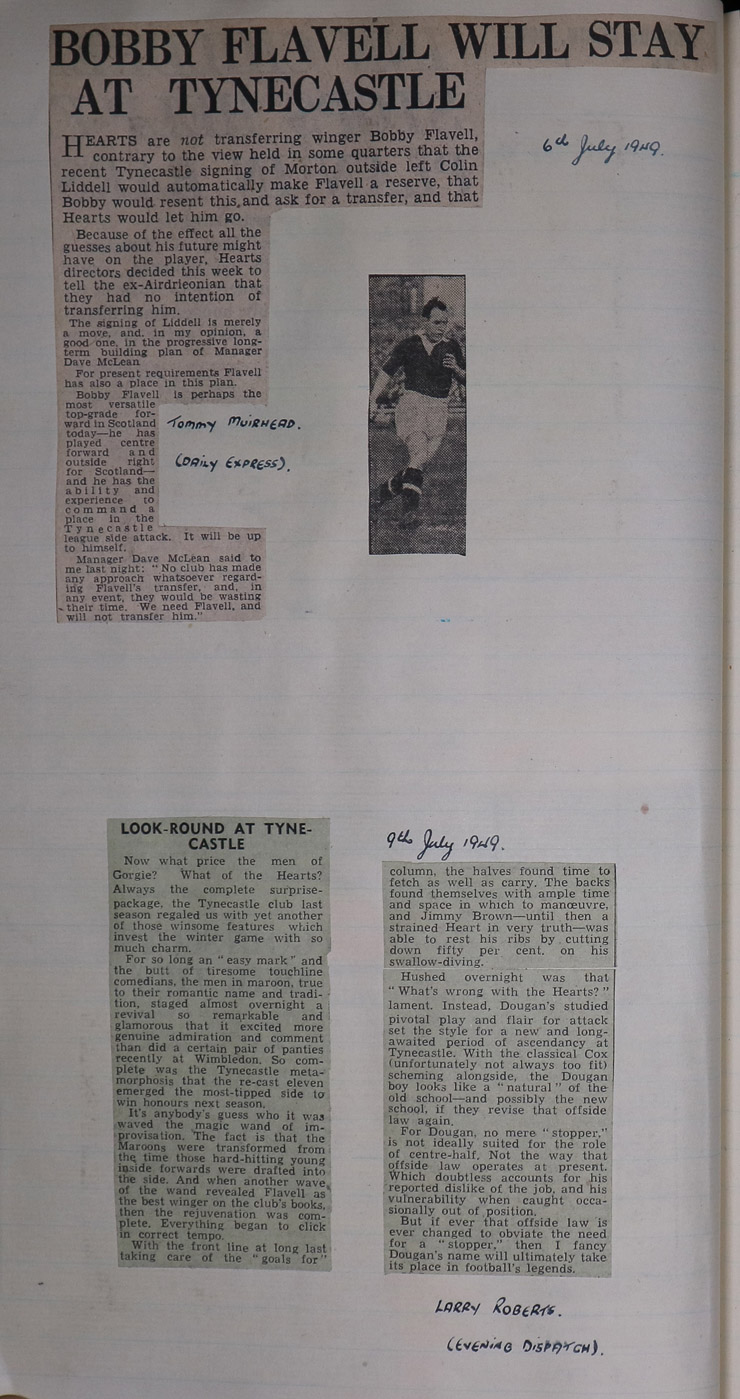 BOBBY FLAVELL WILL STAY
AT TYNECASTLE
6th July 1949.
HEARTS are not transferring winger Bobby Flavell,
contrary to the view held in some quarters that the
recent Tynecastle signing of Morton outside left Colin
Liddell would automatically make Flavell a reserve, that
Bobby would resent this, and ask for a transfer, and that
Hearts would let him go.
Because of the effect all the
guesses about his future might
have on the player, Hearts
directors decided this week to
tell the ex-Airdrieonian that
they had no intention of
transferring him.
The signing of Liddell is merely
a move, and, in my opinion, a
good one, in the progressive long-
term building plan of Manager
Dave McLean
For present requirements Flavell
has also a place in this plan.
Bobby Flavell is perhaps the
most versatile
top-grade for-
ward in Scotland
today—he has
played centre
forward and
outside right
for Scotland—
and he has the
ability and
experience to
command a
place in the
Tynecastle
league side attack. It will be up
to himself.
Manager Dave McLean said to
me last night: "No club has made
any approach whatsoever regard-
ing Flavell's transfer, and, in
any event, they would be wasting
their time. We need Flavell, and
will not transfer him."
TOMMY MUIRHEAD.
(DAILY EXPRESS).
LOOK-ROUND AT TYNE-
CASTLE
Now what price the men of
Gorgie? What of the Hearts?
Always the complete surprise-
package, the Tynecastle club last
season regaled us with yet another
of those winsome features which
invest the winter game with so
much charm.
For so long an "easy mark" and
the butt of tiresome touchline
comedians, the men in maroon, true
to their romantic name and tradi-
tion, staged almost overnight a
revival so remarkable and
glamorous that it excited more
genuine admiration and comment
than did a certain pair of panties
recently at Wimbledon. So com-
plete was the Tynecastle meta-
morphosis that the re-cast eleven
emerged the most-tipped side to
win honours next season.
It's anybody's guess who it was
waved the magic wand of im-
provisation. The fact is that the
Maroons were transformed from
the time those hard-hitting young
inside forwards were drafted into
the side. And when another wave
of the wand revealed Flavell as
the best winger on the club's books,
then the rejuvenation was com-
plete. Everything began to click
in correct tempo.
With the front line at long last
taking care of the "goals for"
9th July 1949.
column, the halves found time to
fetch as well as carry. The backs
found themselves with ample time
and space in which to manœuvre,
and Jimmy Brown—until then a
strained Heart in very truth—was
able to rest his ribs by cutting
down fifty per cent. on his
swallow-diving.
Hushed overnight was that
"What's wrong with the Hearts?"
lament. Instead, Dougan's studied
pivotal play and flair for attack
set the style for a new and long-
awaited period of ascendancy at
Tynecastle. With the classical Cox
(unfortunately not always too fit)
scheming alongside, the Dougan
boy looks like a "natural" of the
old school—and possibly the new
school, if they revise that offside
law again.
For Dougan, no mere "stopper,"
is not ideally suited for the role
of centre-half. Not the way that
offside law operates at present.
Which doubtless accounts for his
reported dislike of the job, and his
vulnerability when caught occa-
sionally out of position.
But if ever that offside law is
ever changed to obviate the need
for a "stopper," then I fancy
Dougan's name will ultimately take
its place in football's legends.
LARRY ROBERTS.
(EVENING DISPATCH).